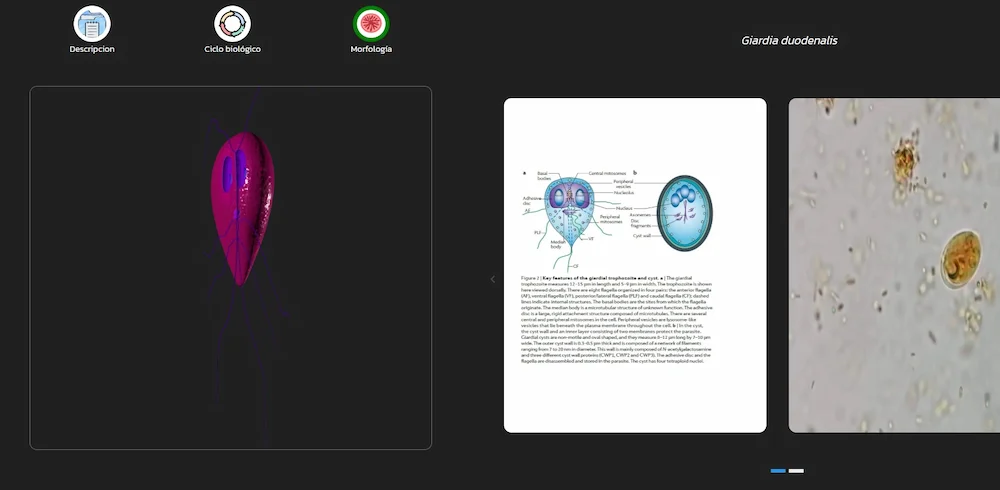 Descripcion
Ciclo biológico
Morfología
Giardia duodenalis
a
Basal bodies
Central mitosomes
b
Peripheral vesicles
Nucleolus
Adhesive disc
AF
Nucleus
Peripheral mitosomes
Axonemes
Disc fragments
PLF
VF
Cyst wall
Median body
CF
Figure 2 | Key features of the giardial trophozoite and cyst. a | The giardial
trophozoite measures 12–15 μm in length and 5–9 μm in width. The trophozoite is shown
here viewed dorsally. There are eight flagella organized in four pairs: the anterior flagella
(AF), ventral flagella (VF), posterior/lateral flagella (PLF) and caudal flagella (CF); dashed
lines indicate internal structures. The basal bodies are the sites from which the flagella
originate. The median body is a microtubular structure of unknown function. The adhesive
disc is a large, rigid attachment structure composed of microtubules. There are several
central and peripheral mitosomes in the cell. Peripheral vesicles are lysosome like
vesicles that lie beneath the plasma membrane throughout the cell. b | In the cyst,
the cyst wall and an inner layer consisting of two membranes protect the parasite.
Giardial cysts are non-motile and oval shaped, and they measure 8–12 μm long by 7–10 μm
wide. The outer cyst wall is 0.3–0.5 μm thick and is composed of a network of filaments
ranging from 7 to 20 nm in diameter. This wall is mainly composed of N-acetylgalactosamine
and three different cyst wall proteins (CWP1, CWP2 and CWP3). The adhesive disc and the
flagella are disassembled and stored in the parasite. The cyst has four tetraploid nuclei.